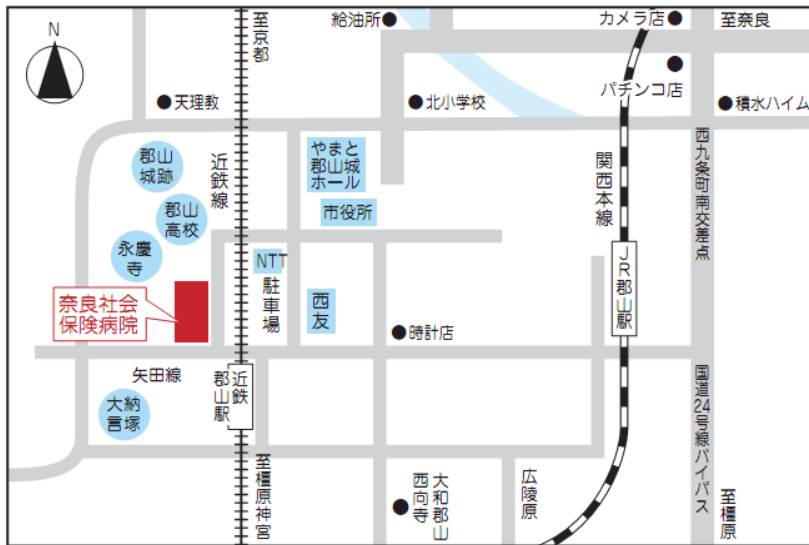 N
至京都
給油所
カメラ店
至奈良
パチンコ店
天理教
北小学校
積水ハイム
郡山
城跡
近鉄線
やまと
郡山城
ホール
関西本線
西九条町南交差点
郡山
高校
市役所
永慶
寺
NTT
駐車場
JR郡山駅
奈良社会
保険病院
西
友
時計店
矢田線
近鉄
郡山駅
国道24号線バイパス
大納
言塚
至橿原神宮
大和郡山
西向寺
広陵原
至橿原